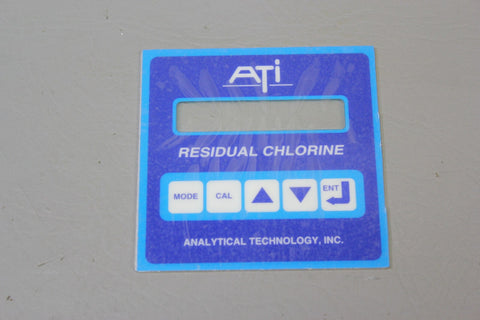 ATi
RESIDUAL CHLORINE
MODE CAL ENT
ANALYTICAL TECHNOLOGY, INC.